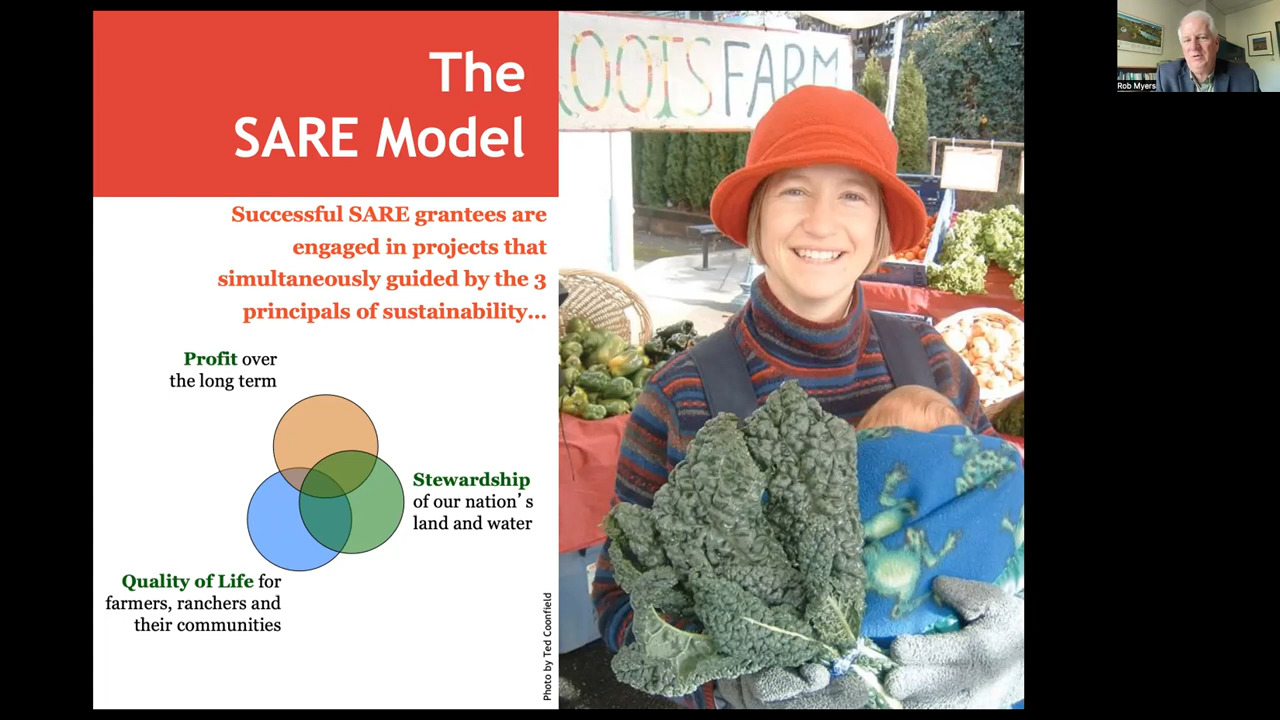 The
SARE Model
Successful SARE grantees are
engaged in projects that
simultaneously guided by the 3
principals of sustainability...
Profit over
the long term
Stewardship
of our nation's
land and water
Quality of Life for
farmers, ranchers and
their communities
Photo by Ted Coonfield
OOTS FARM
Rob Myers